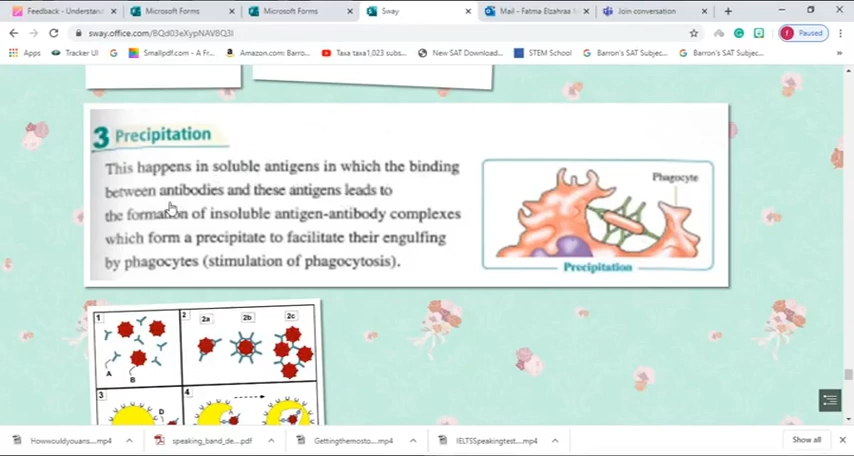 Feedback - Understand
Microsoft Forms
Microsoft Forms
Sway
Mail - Fatma Elzahraa M
Join conversation
sway.office.com/8Qd03eXypNAV8Q3I
Paused
Apps
Tracker UI
Smallpdf.com - A Fr...
Amazon.com: Barro...
Taxa taxa1,023 subs...
New SAT Download...
STEM School
Barron's SAT Subjec...
Barron's SAT Subjec...
3 Precipitation
This happens in soluble antigens in which the binding
between antibodies and these antigens leads to
the formation of insoluble antigen-antibody complexes
which form a precipitate to facilitate their engulfing
by phagocytes (stimulation of phagocytosis).
Phagocyte
Precipitation
1
2
2a
2b
2c
A
B
3
D
4
Howwouldyouans....mp4
speaking_band_de....pdf
Gettingthemosto....mp4
IELTSSpeakingtest....mp4
Show all